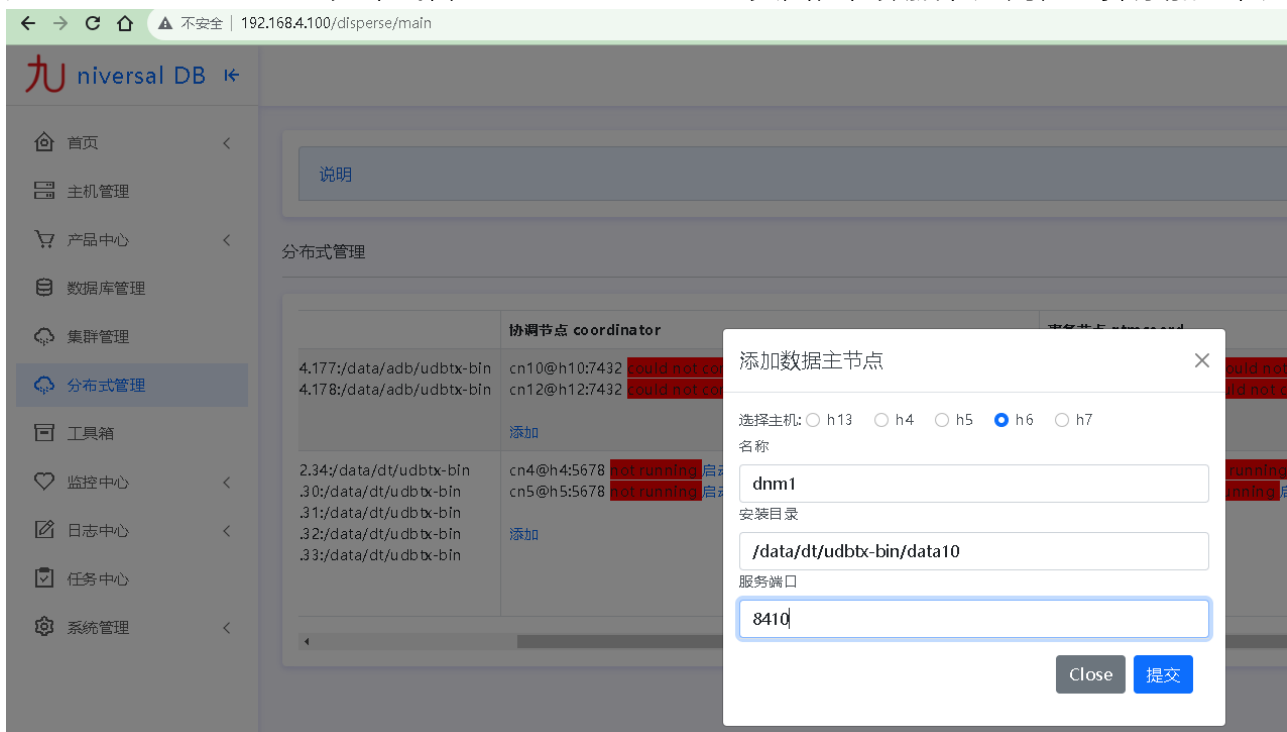 不安全 | 192.168.4.100/disperse/main
九 niversal DB
首页
主机管理
产品中心
数据库管理
集群管理
分布式管理
工具箱
监控中心
日志中心
任务中心
系统管理
说明
分布式管理
协调节点 coordinator
4.177:/data/adb/udbtx-bin
4.178:/data/adb/udbtx-bin
cn10@h10:7432 could not co
cn12@h12:7432 could not co
添加
2.34:/data/dt/udbtx-bin
.30:/data/dt/udbtx-bin
.31:/data/dt/udbtx-bin
.32:/data/dt/udbtx-bin
.33:/data/dt/udbtx-bin
cn4@h4:5678 not running 启
cn5@h5:5678 not running 启
添加
添加数据主节点
选择主机: h13 h4 h5 h6 h7
名称
dnm1
安装目录
/data/dt/udbtx-bin/data10
服务端口
8410
Close 提交